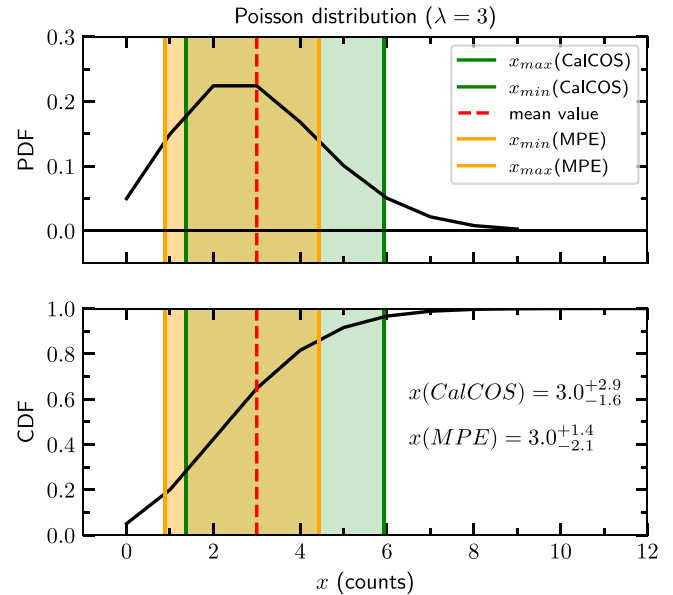 Poisson distribution (λ = 3)
0.3
0.2
0.1
0.0
PDF
x_max(CalCOS)
x_min(CalCOS)
mean value
x_min(MPE)
x_max(MPE)
1.0
0.8
0.6
0.4
0.2
0.0
CDF
x(CalCOS) = 3.0^{+2.9}_{-1.6}
x(MPE) = 3.0^{+1.4}_{-2.1}
0 2 4 6 8 10 12
x (counts)